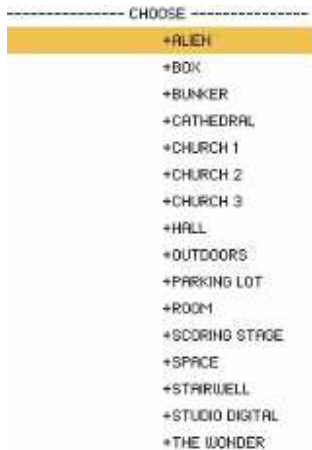 ---------------- CHOOSE ----------------
+ALIEN
+BOX
+BUNKER
+CATHEDRAL
+CHURCH 1
+CHURCH 2
+CHURCH 3
+HALL
+OUTDOORS
+PARKING LOT
+ROOM
+SCORING STAGE
+SPACE
+STAIRWELL
+STUDIO DIGITAL
+THE WONDER